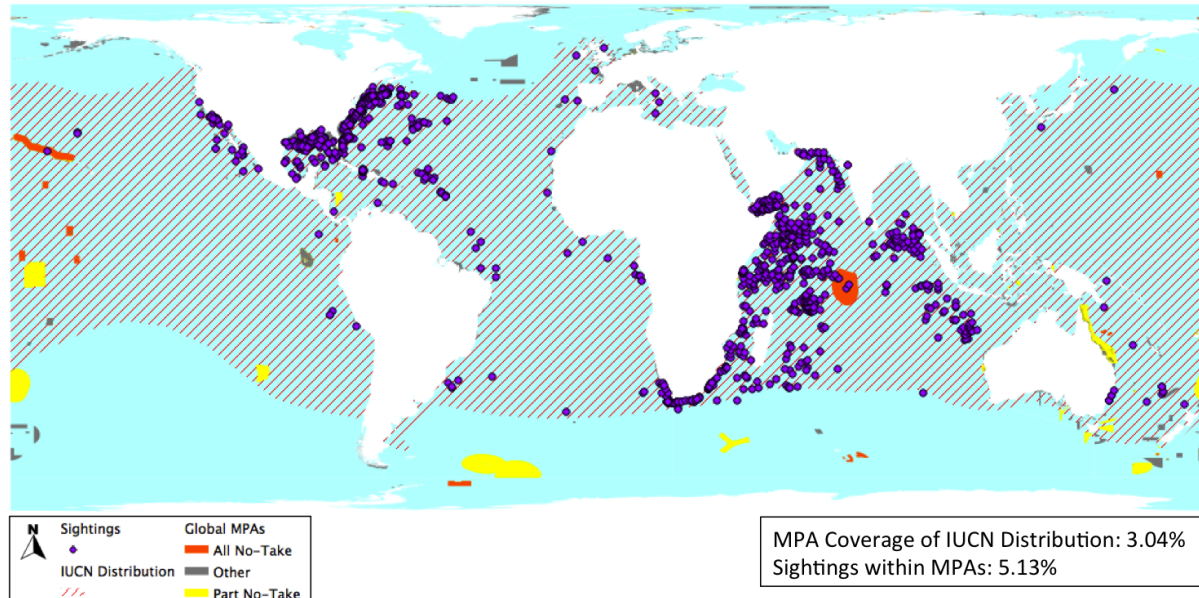 N
Sightings
IUCN Distribution
Global MPAs
All No-Take
Other
Part No-Take
MPA Coverage of IUCN Distribution: 3.04%
Sightings within MPAs: 5.13%